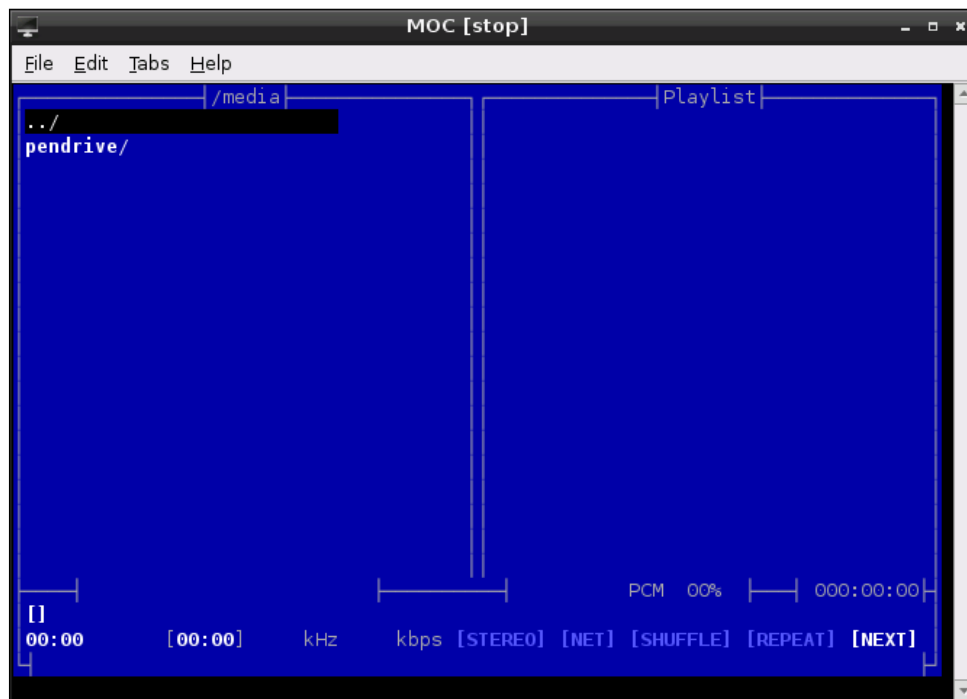 MOC [stop]
File Edit Tabs Help
/media
../
pendrive/
Playlist
PCM 00% 000:00:00
[]
00:00 [00:00] kHz kbps [STEREO] [NET] [SHUFFLE] [REPEAT] [NEXT]